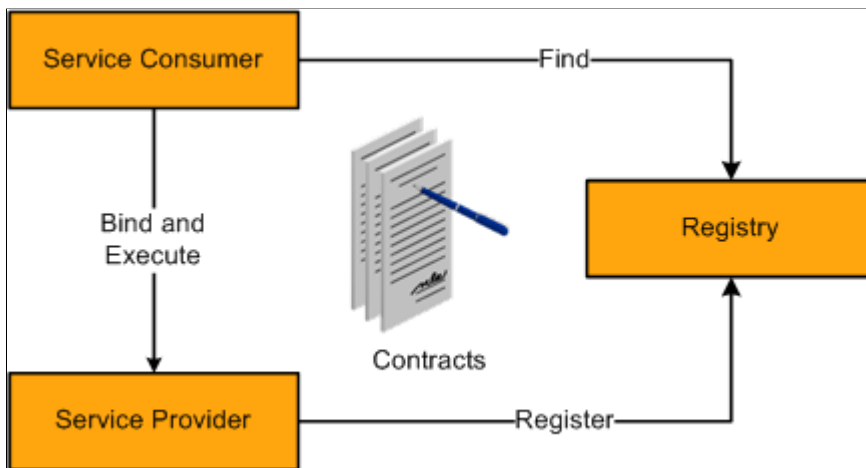 Service Consumer
Find
Bind and
Execute
Registry
Contracts
Service Provider
Register